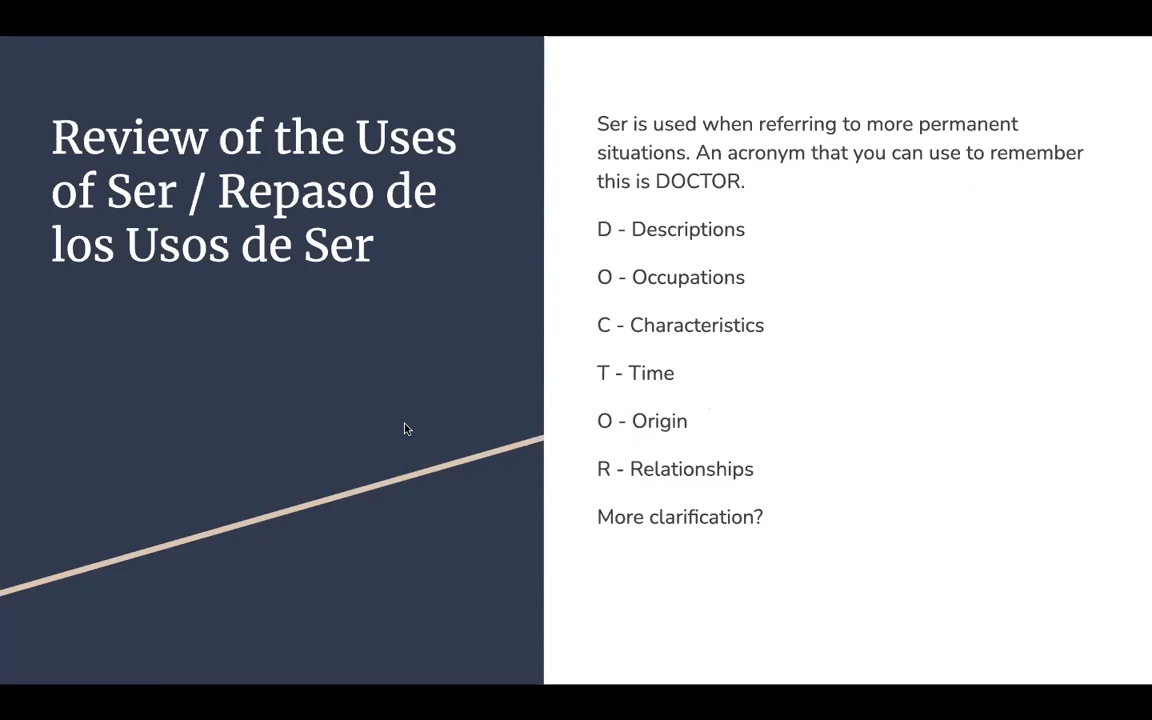 Review of the Uses
of Ser / Repaso de
los Usos de Ser
Ser is used when referring to more permanent
situations. An acronym that you can use to remember
this is DOCTOR.
D - Descriptions
O - Occupations
C - Characteristics
T - Time
O - Origin
R - Relationships
More clarification?